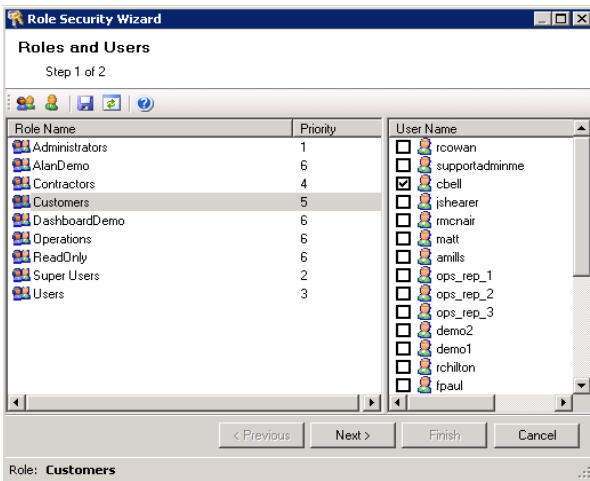 Role Security Wizard
Roles and Users
Step 1 of 2
Role Name Priority
Administrators 1
AlanDemo 6
Contractors 4
Customers 5
DashboardDemo 6
Operations 6
ReadOnly 6
Super Users 2
Users 3
User Name
rcowan
supportadminme
cbell
jshearer
rmcnair
matt
amills
ops_rep_1
ops_rep_2
ops_rep_3
demo2
demo1
rchilton
fpaul
< Previous Next > Finish Cancel
Role: Customers